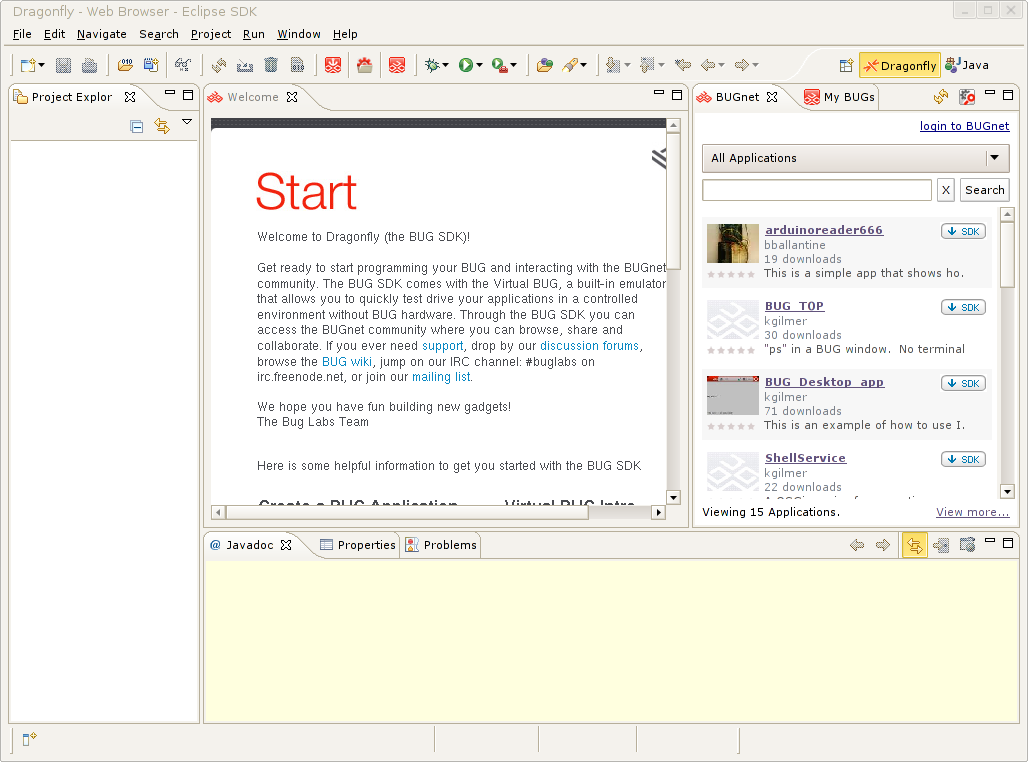 Dragonfly - Web Browser - Eclipse SDK
File Edit Navigate Search Project Run Window Help
Dragonfly Java
Project Explor
Welcome
BUGnet My BUGs
login to BUGnet
All Applications
X Search
Start
Welcome to Dragonfly (the BUG SDK)!
Get ready to start programming your BUG and interacting with the BUGnet
community. The BUG SDK comes with the Virtual BUG, a built-in emulator
that allows you to quickly test drive your applications in a controlled
environment without BUG hardware. Through the BUG SDK you can
access the BUGnet community where you can browse, share and
collaborate. If you ever need support, drop by our discussion forums,
browse the BUG wiki, jump on our IRC channel: #buglabs on
irc.freenode.net, or join our mailing list.
We hope you have fun building new gadgets!
The Bug Labs Team
Here is some helpful information to get you started with the BUG SDK
Create a BUG Application Virtual BUG Intro
arduinoreader666 SDK
bballantine
19 downloads
This is a simple app that shows ho.
BUG_TOP SDK
kgilmer
30 downloads
"ps" in a BUG window. No terminal
BUG_Desktop_app SDK
kgilmer
71 downloads
This is an example of how to use I.
ShellService SDK
kgilmer
22 downloads
Viewing 15 Applications. View more...
@ Javadoc Properties Problems